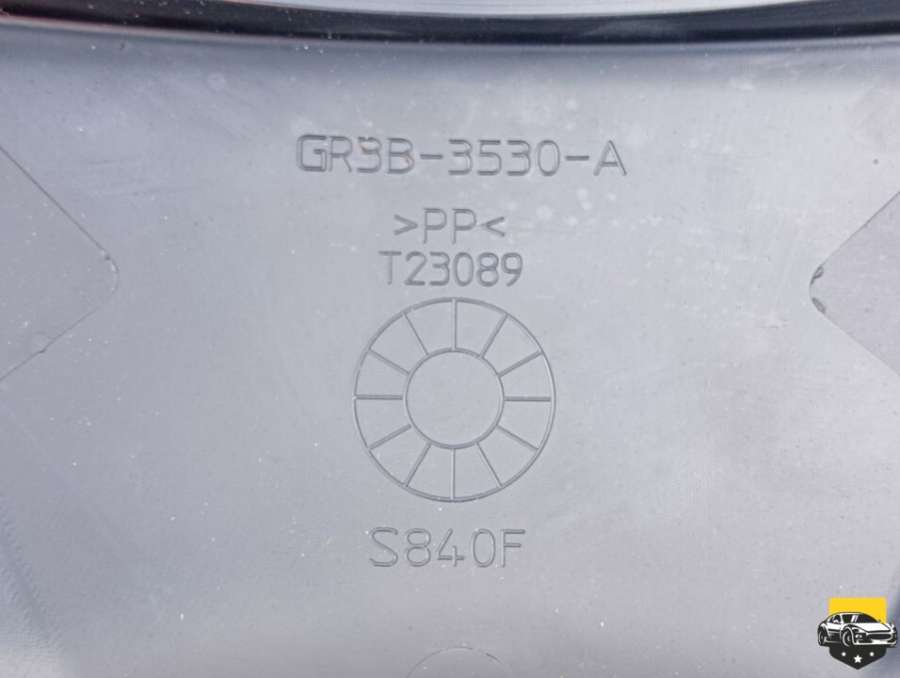 GR3B-3530-A
>PP<
T23089
S840F